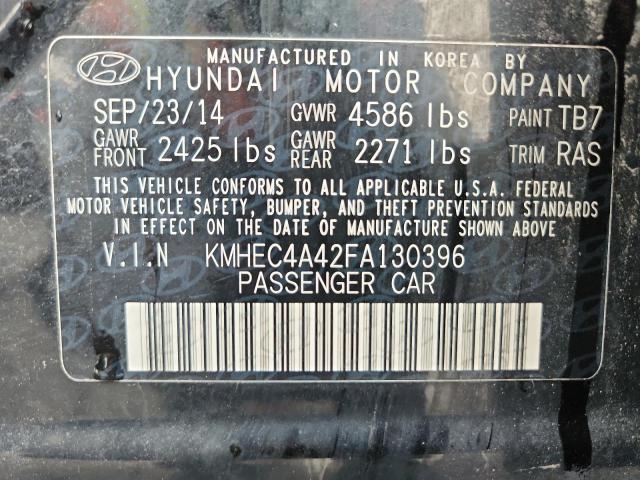 MANUFACTURED IN KOREA BY
HYUNDAI MOTOR COMPANY
SEP/23/14 GVWR 4586 lbs PAINT TB7
GAWR FRONT 2425 lbs GAWR REAR 2271 lbs TRIM RAS
THIS VEHICLE CONFORMS TO ALL APPLICABLE U.S.A. FEDERAL
MOTOR VEHICLE SAFETY, BUMPER, AND THEFT PREVENTION STANDARDS
IN EFFECT ON THE DATE OF MANUFACTURE SHOWN ABOVE.
V.I.N KMHEC4A42FA130396
PASSENGER CAR